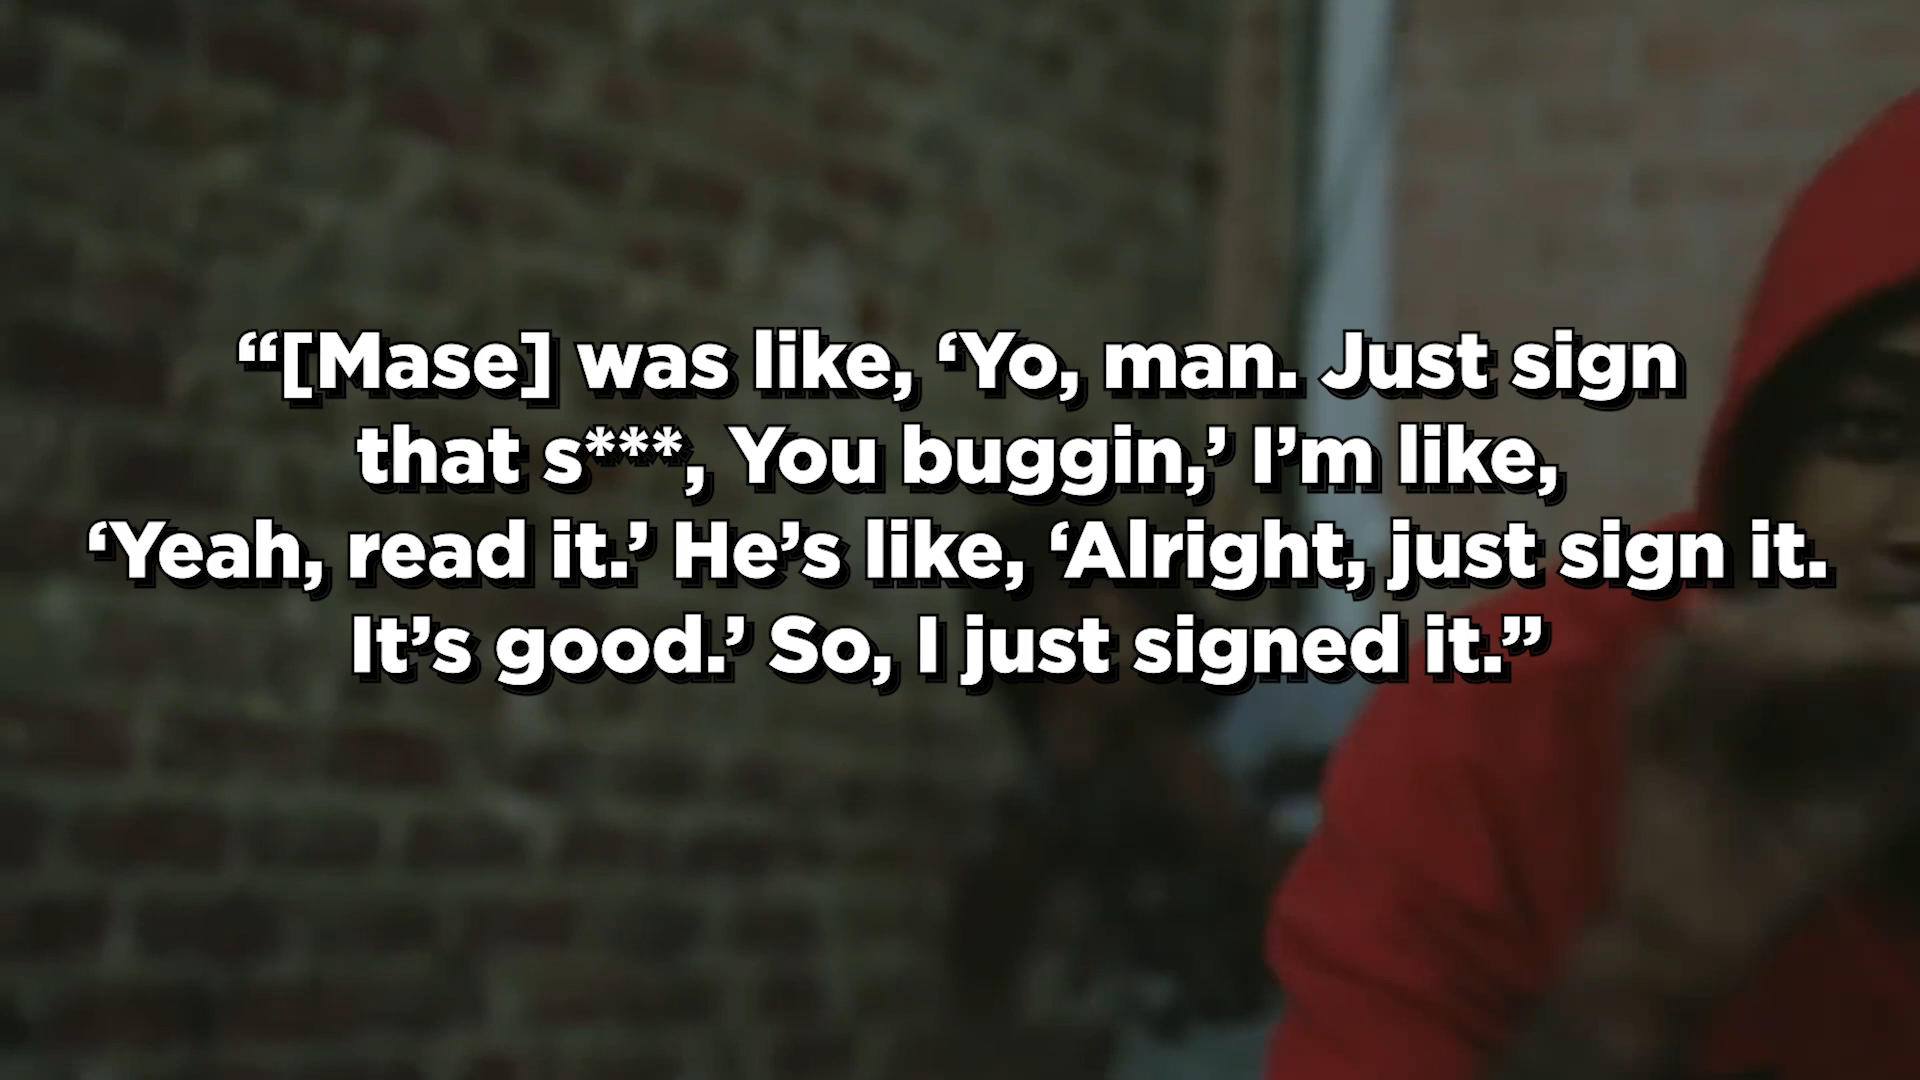 “[Mase] was like, ‘Yo, man. Just sign
that s***, You buggin,’ I’m like,
‘Yeah, read it.’ He’s like, ‘Alright, just sign it.
It’s good.’ So, I just signed it.”